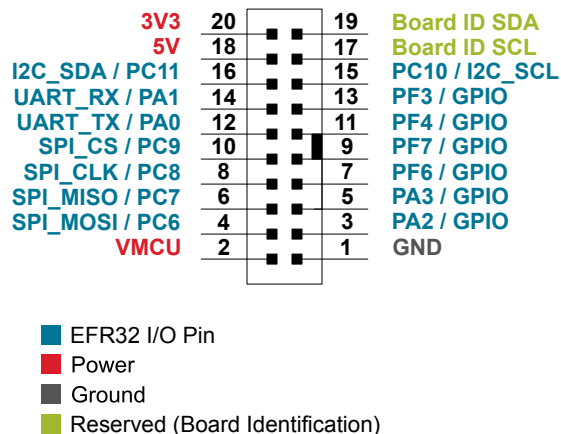 3V3 20 19 Board ID SDA
5V 18 17 Board ID SCL
I2C_SDA / PC11 16 15 PC10 / I2C_SCL
UART_RX / PA1 14 13 PF3 / GPIO
UART_TX / PA0 12 11 PF4 / GPIO
SPI_CS / PC9 10 9 PF7 / GPIO
SPI_CLK / PC8 8 7 PF6 / GPIO
SPI_MISO / PC7 6 5 PA3 / GPIO
SPI_MOSI / PC6 4 3 PA2 / GPIO
VMCU 2 1 GND
EFR32 I/O Pin
Power
Ground
Reserved (Board Identification)